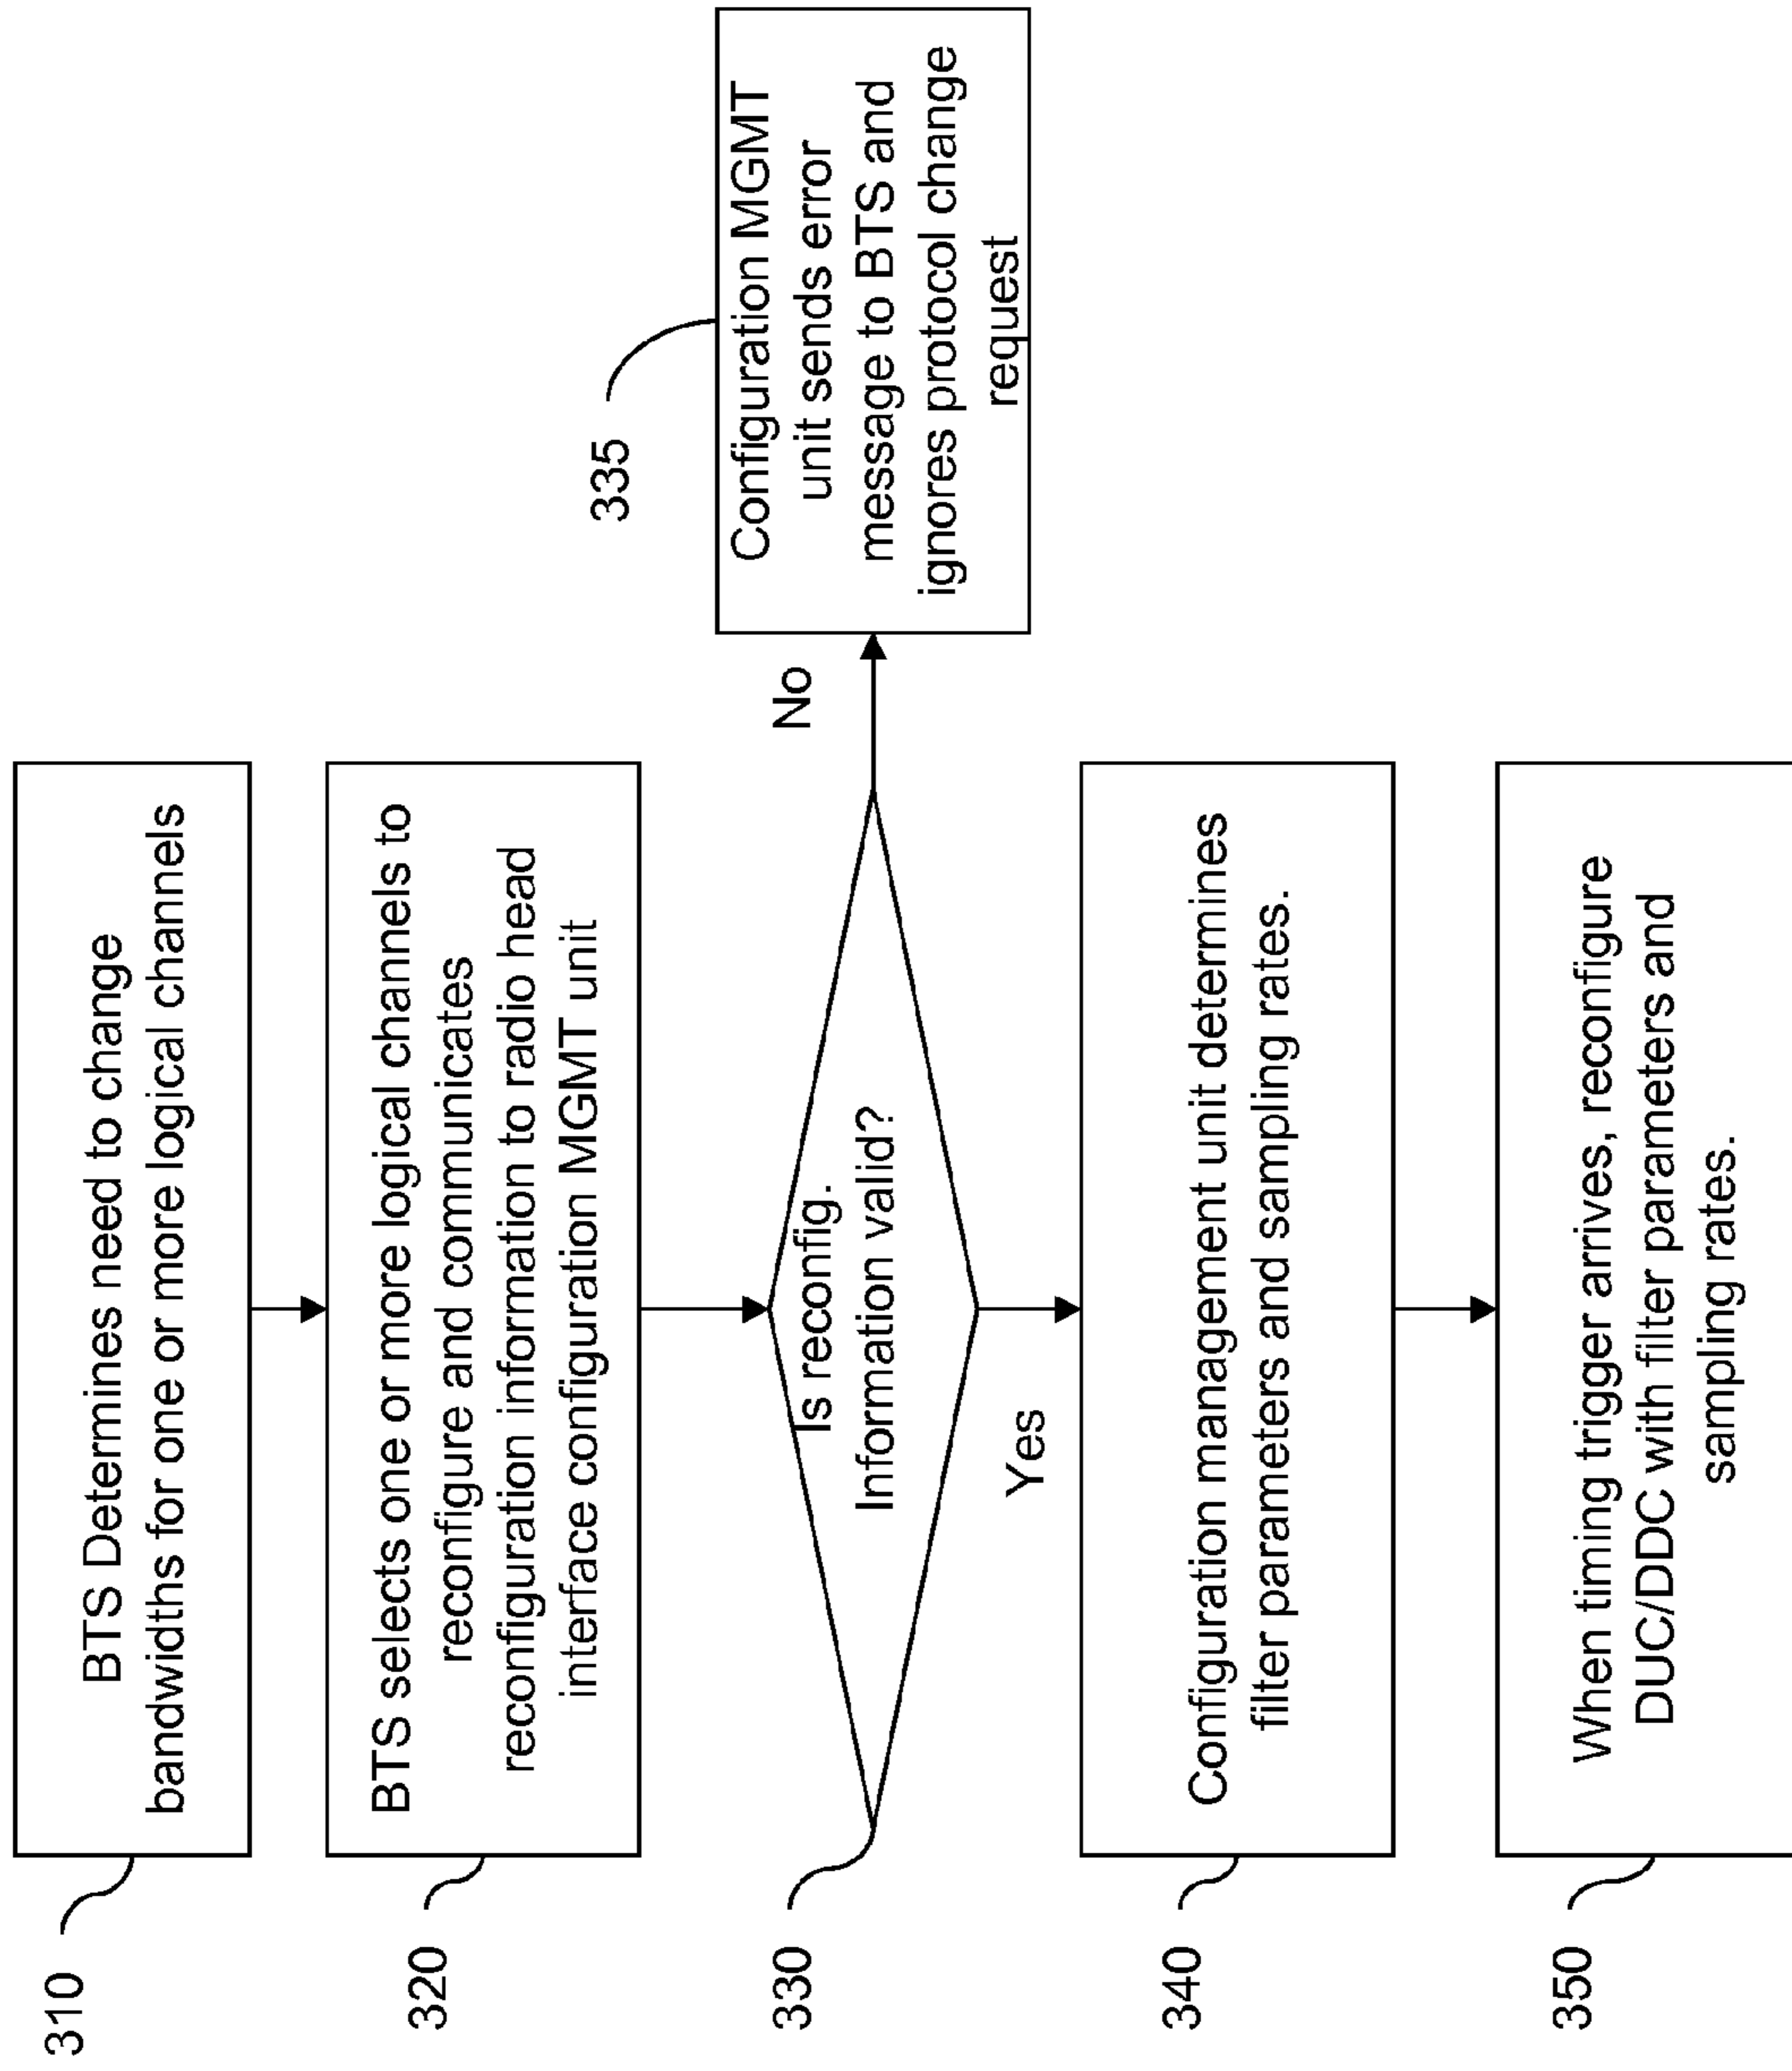 310
BTS Determines need to change
bandwidths for one or more logical channels
320
BTS selects one or more logical channels to
reconfigure and communicates
reconfiguration information to radio head
interface configuration MGMT unit
330
Is reconfig.
Information valid?
No
335
Configuration MGMT
unit sends error
message to BTS and
ignores protocol change
request
Yes
340
Configuration management unit determines
filter parameters and sampling rates.
350
When timing trigger arrives, reconfigure
DUC/DDC with filter parameters and
sampling rates.